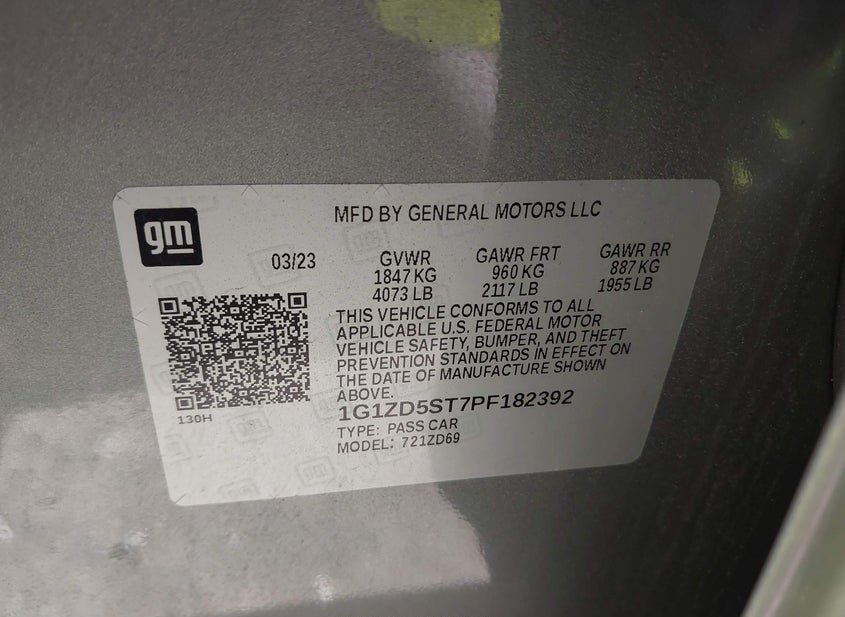 gm
MFD BY GENERAL MOTORS LLC
03/23
GVWR
1847 KG
4073 LB
GAWR FRT
960 KG
2117 LB
GAWR RR
887 KG
1955 LB
THIS VEHICLE CONFORMS TO ALL
APPLICABLE U.S. FEDERAL MOTOR
VEHICLE SAFETY, BUMPER, AND THEFT
PREVENTION STANDARDS IN EFFECT ON
THE DATE OF MANUFACTURE SHOWN
ABOVE.
1G1ZD5ST7PF182392
TYPE: PASS CAR
MODEL: 721ZD69
130H